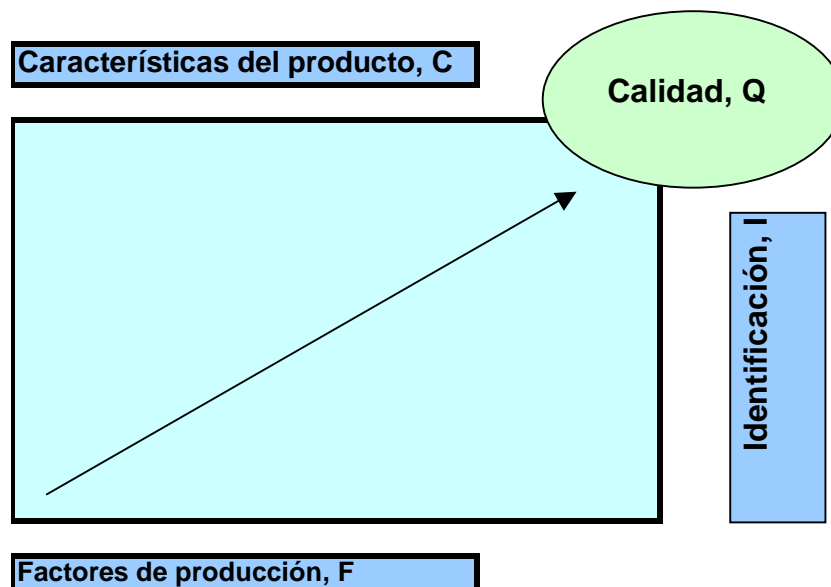 Características del producto, C
Calidad, Q
Identificación, I
Factores de producción, F